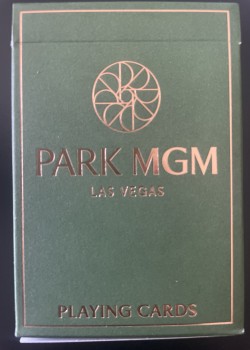 PARK MGM
LAS VEGAS
PLAYING CARDS